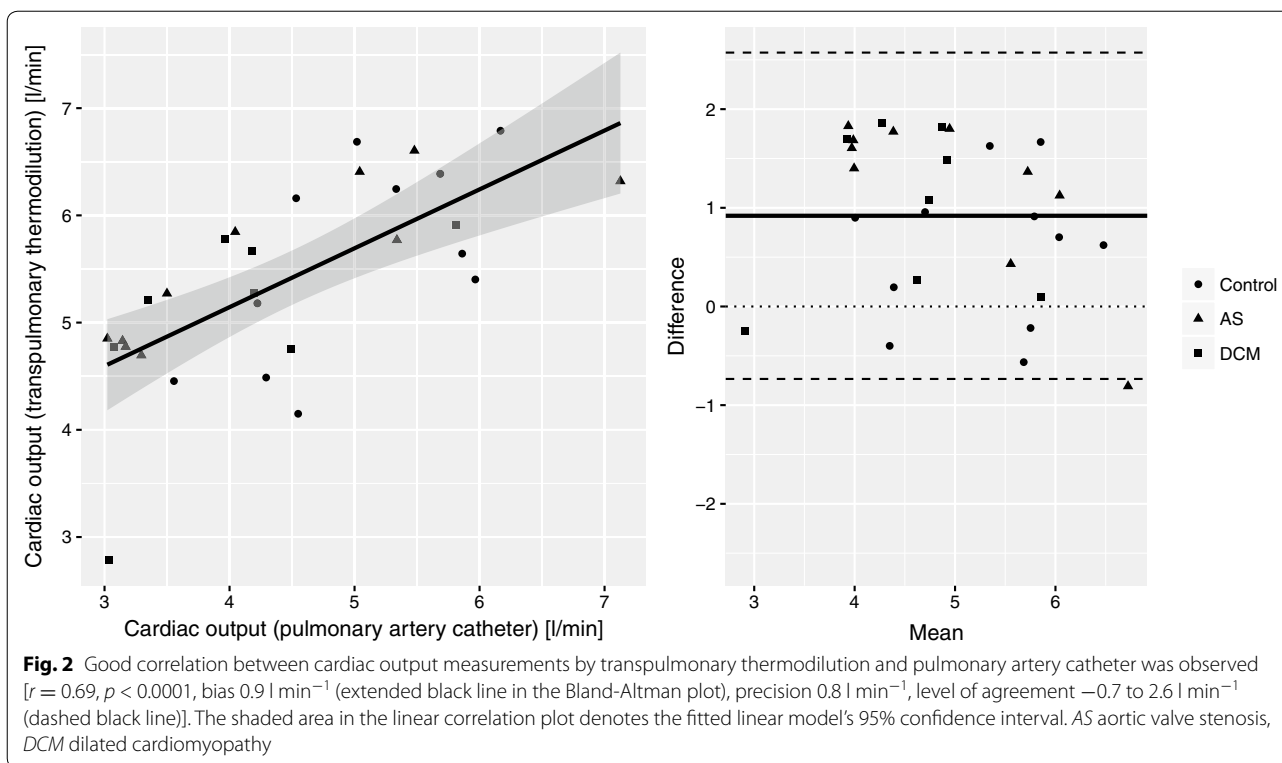 Cardiac output (transpulmonary thermodilution) [l/min]
7
6
5
4
3
3 4 5 6 7
Cardiac output (pulmonary artery catheter) [l/min]
Difference
2
1
0
−1
−2
3 4 5 6
Mean
Control
AS
DCM
Fig. 2 Good correlation between cardiac output measurements by transpulmonary thermodilution and pulmonary artery catheter was observed
[r = 0.69, p < 0.0001, bias 0.9 l min⁻¹ (extended black line in the Bland-Altman plot), precision 0.8 l min⁻¹, level of agreement −0.7 to 2.6 l min⁻¹
(dashed black line)]. The shaded area in the linear correlation plot denotes the fitted linear model's 95% confidence interval. AS aortic valve stenosis,
DCM dilated cardiomyopathy